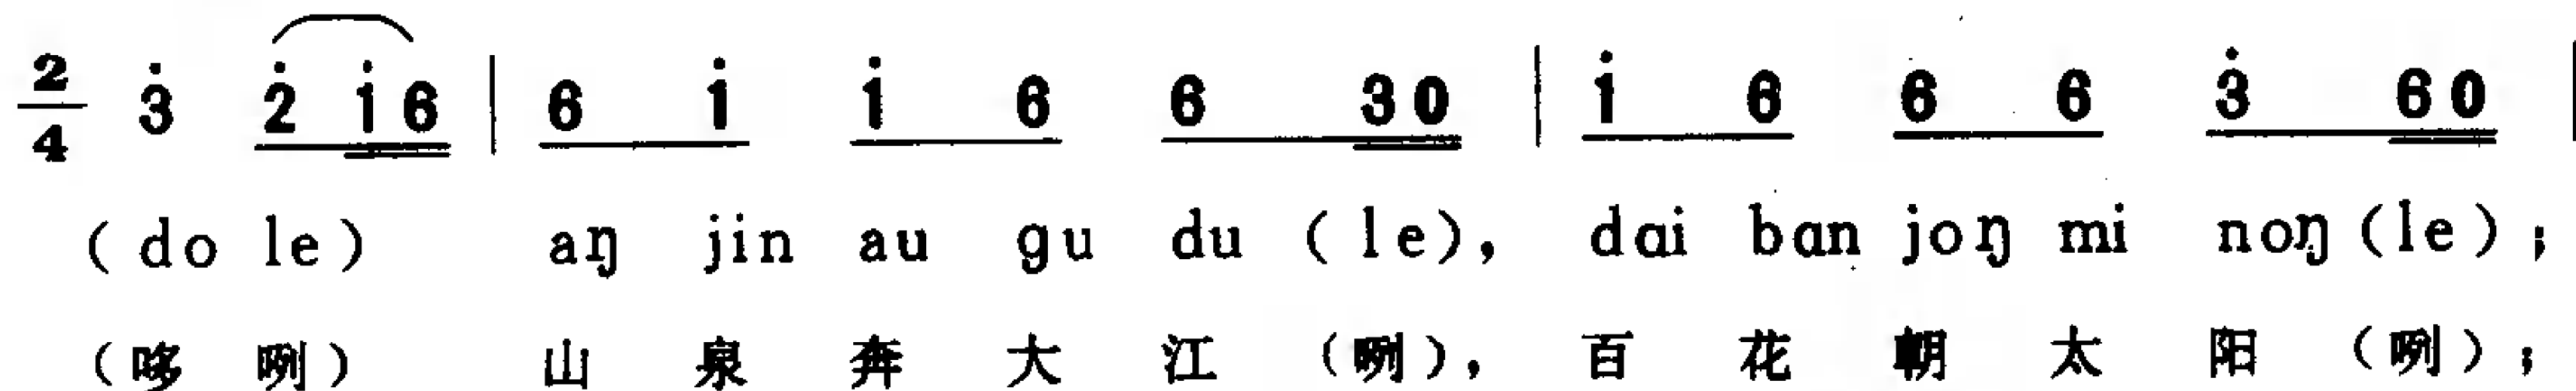 2/4 3̇ 2̇ 1̇ 6 | 6 1̇ 1̇ 6 6 3 0 | 1̇ 6 6 6 3̇ 6 0 |
(do le) aŋ jin au gu du (le), dai ban joŋ mi noŋ (le);
(哆 咧) 山 泉 奔 大 江 (咧), 百 花 朝 太 阳 (咧);